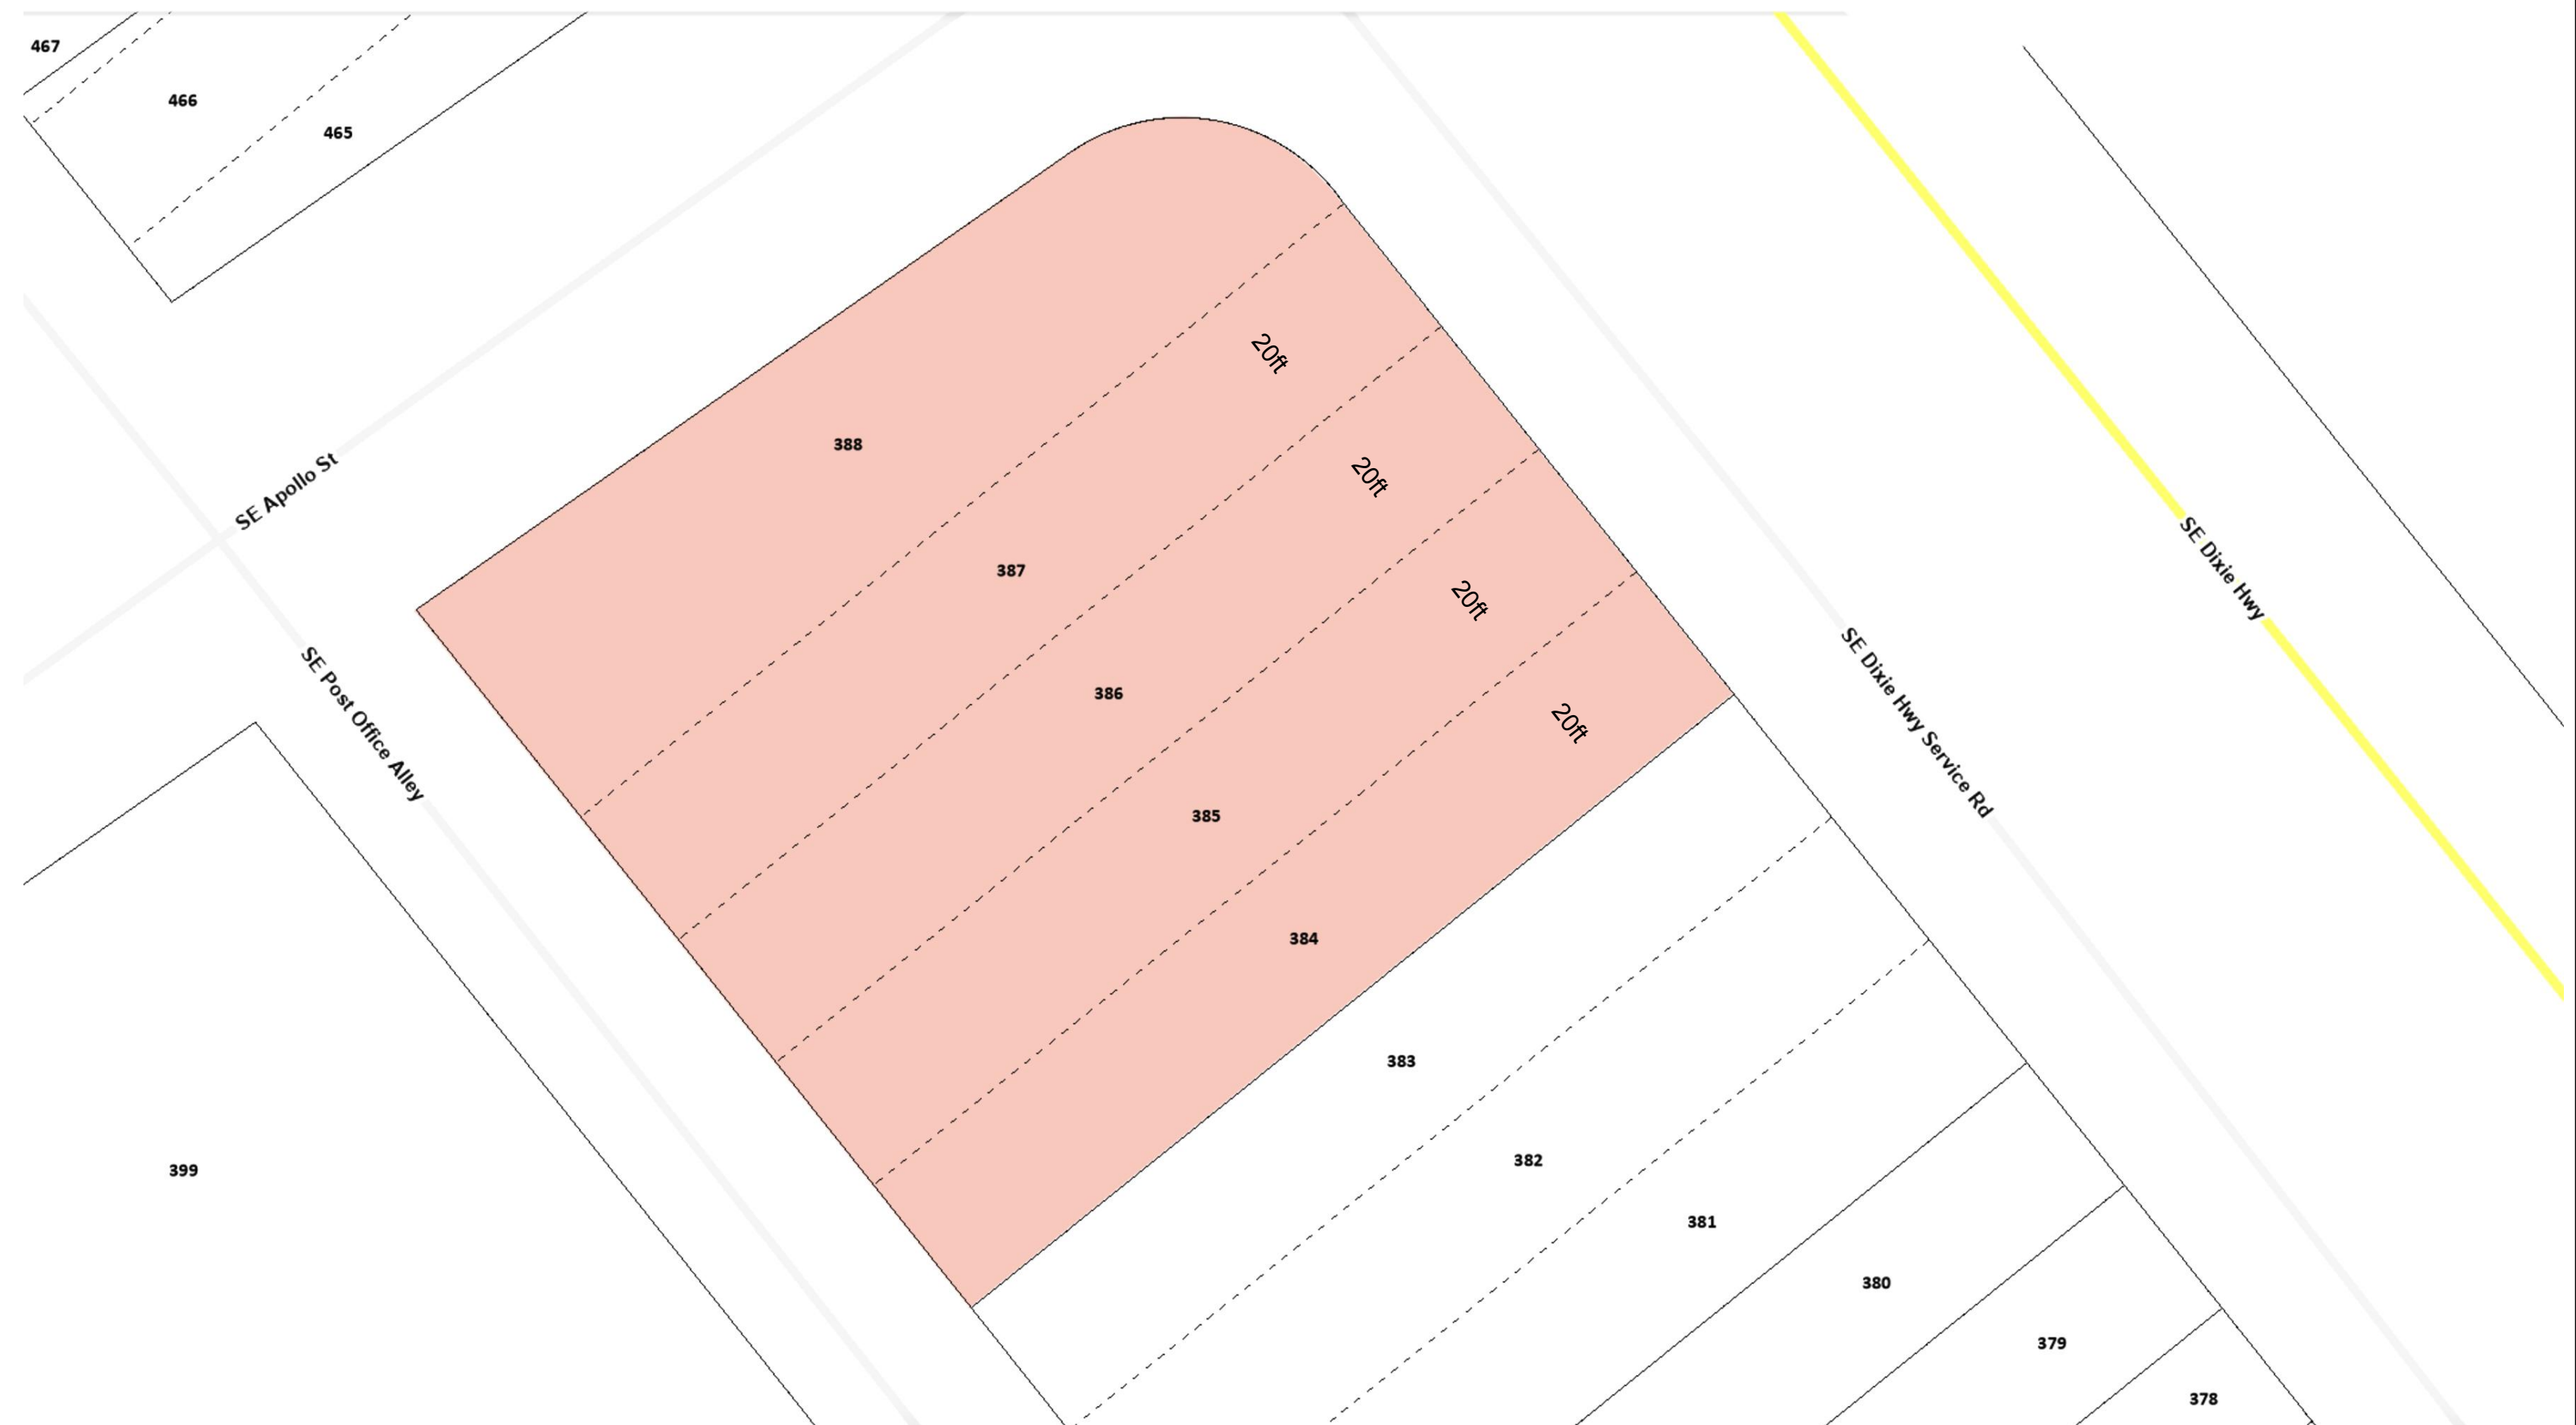 467
466
465
20ft
388
20ft
SE Apollo St
SE Dixie Hwy
387
20ft
386
SE Post Office Alley
20ft
SE Dixie Hwy Service Rd
385
384
383
382
399
381
380
379
378